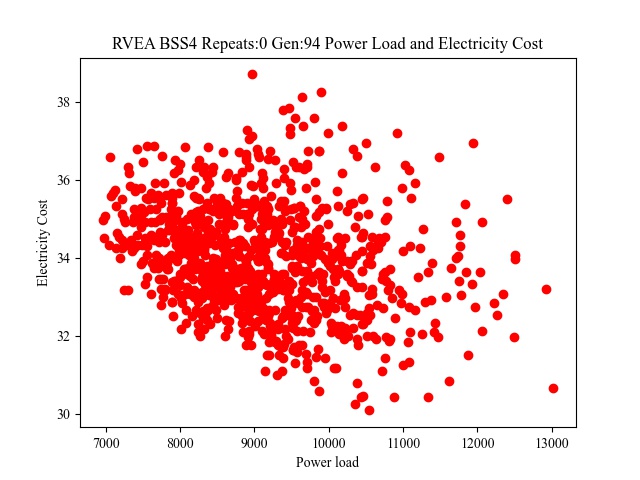 RVEA BSS4 Repeats:0 Gen:94 Power Load and Electricity Cost
38
36
34
32
30
Electricity Cost
7000 8000 9000 10000 11000 12000 13000
Power load